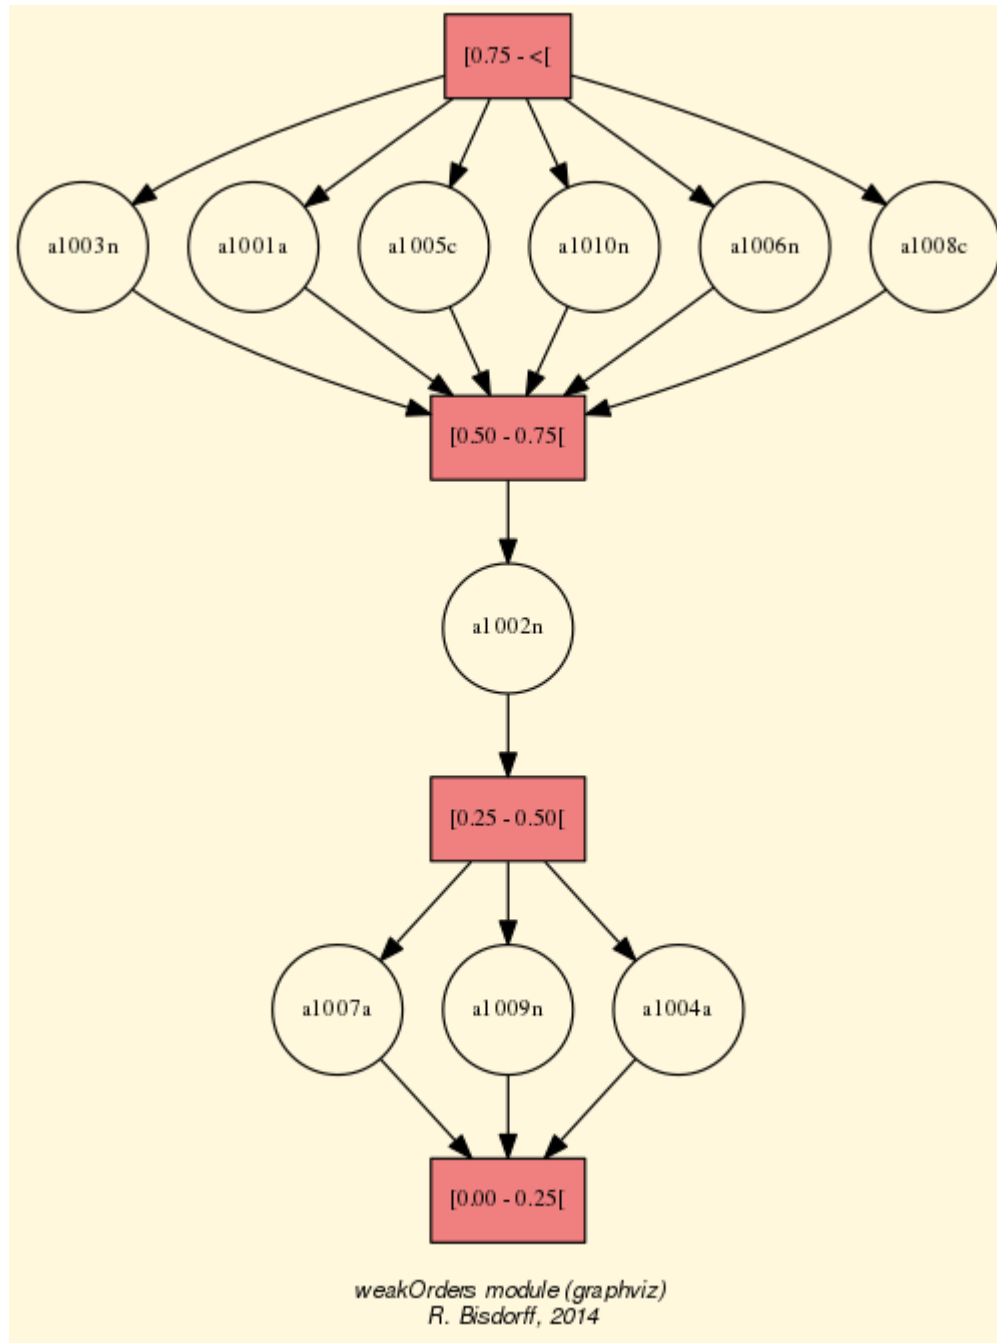 [0.75 - <[
a1003n
a1001a
a1005c
a1010n
a1006n
a1008c
[0.50 - 0.75[
a1002n
[0.25 - 0.50[
a1007a
a1009n
a1004a
[0.00 - 0.25[
weakOrders module (graphviz)
R. Bisdorff, 2014